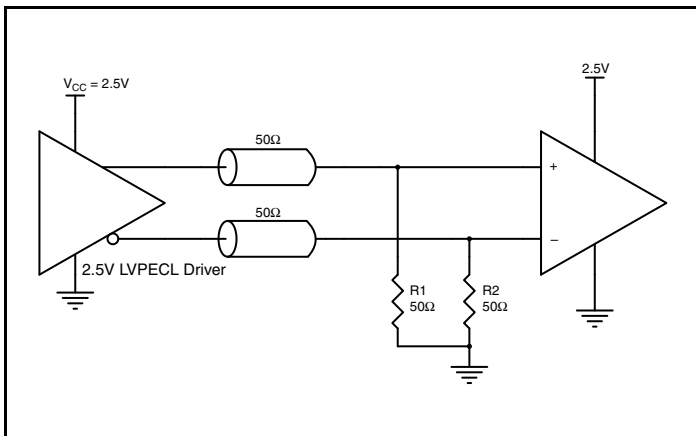 V_CC = 2.5V
2.5V
50Ω
+
50Ω
–
2.5V LVPECL Driver
R1
50Ω
R2
50Ω